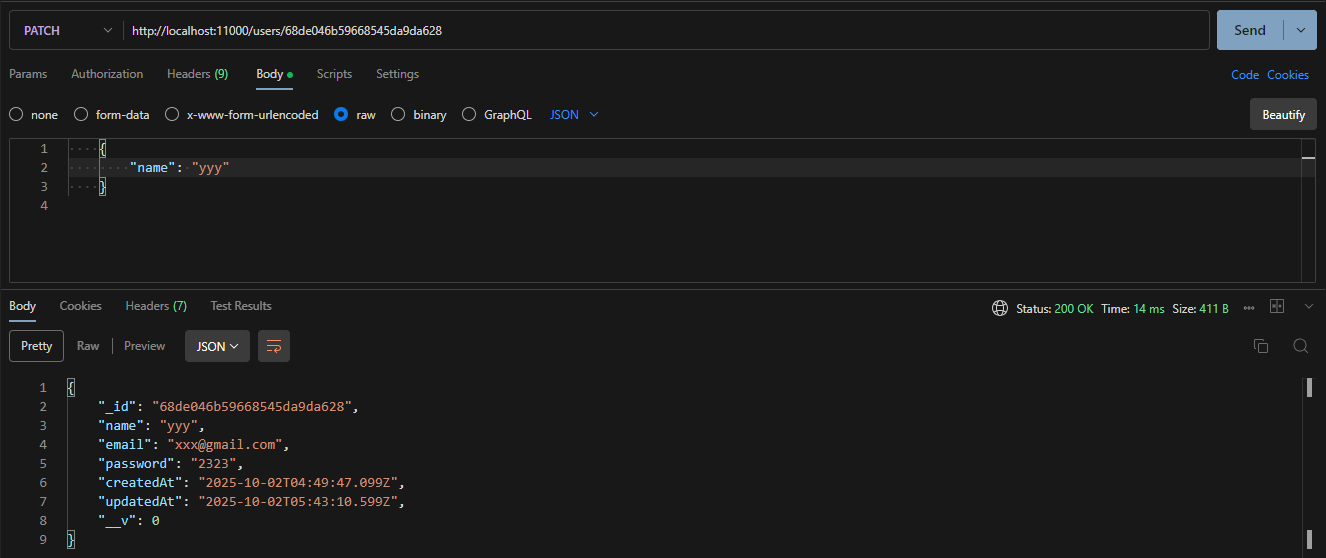 PATCH http://localhost:11000/users/68de046b59668545da9da628 Send
Params Authorization Headers (9) Body Scripts Settings Code Cookies
none form-data x-www-form-urlencoded raw binary GraphQL JSON Beautify
1 {
2 "name": "yyy"
3 }
4
Body Cookies Headers (7) Test Results Status: 200 OK Time: 14 ms Size: 411 B
Pretty Raw Preview JSON
1 {
2 "_id": "68de046b59668545da9da628",
3 "name": "yyy",
4 "email": "xxx@gmail.com",
5 "password": "2323",
6 "createdAt": "2025-10-02T04:49:47.099Z",
7 "updatedAt": "2025-10-02T05:43:10.599Z",
8 "__v": 0
9 }